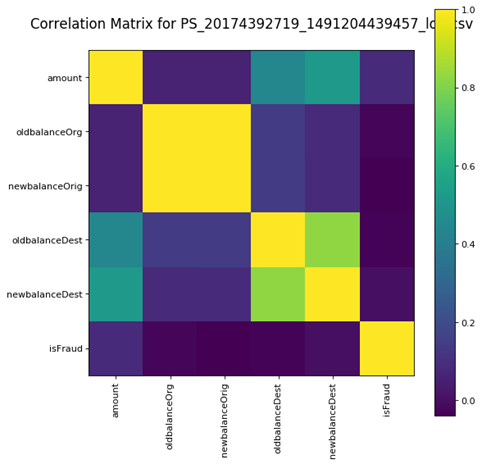 Correlation Matrix for PS_20174392719_1491204439457_log.csv
amount
oldbalanceOrg
newbalanceOrig
oldbalanceDest
newbalanceDest
isFraud
amount
oldbalanceOrg
newbalanceOrig
oldbalanceDest
newbalanceDest
isFraud
1.0
0.8
0.6
0.4
0.2
0.0